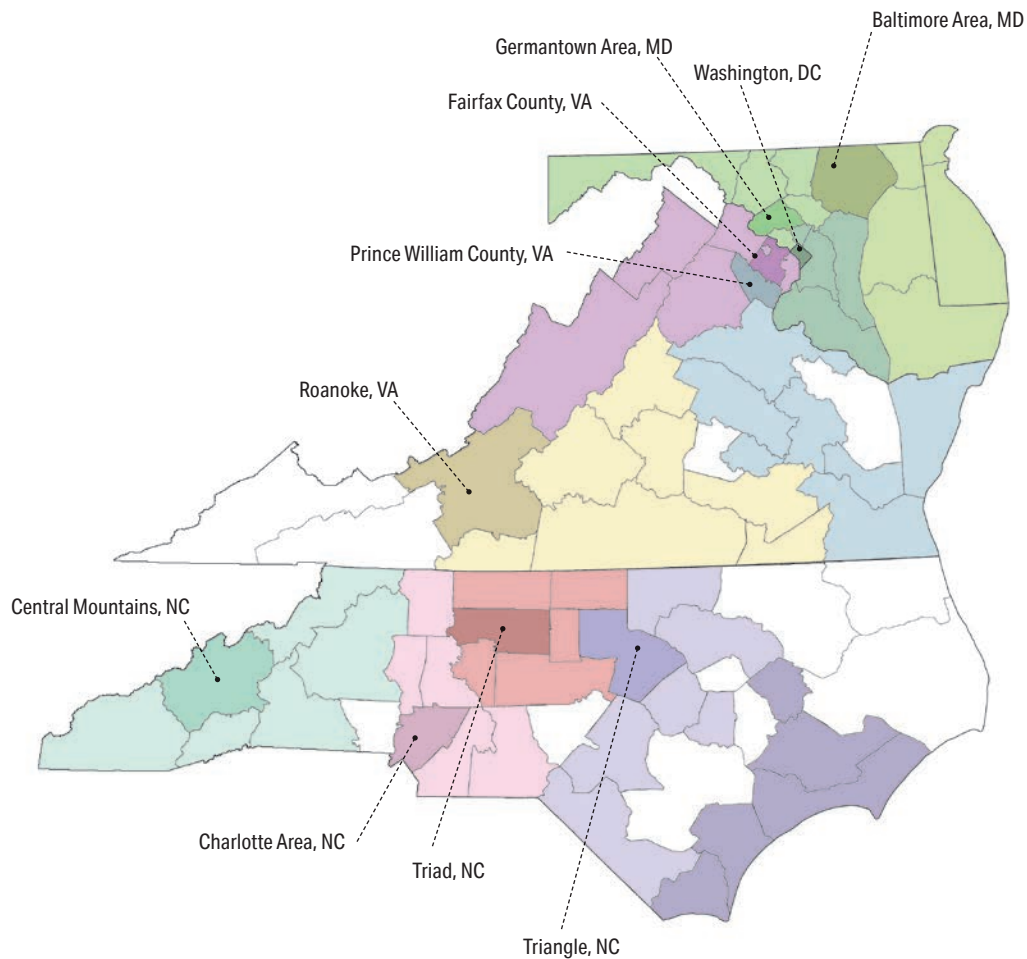 Baltimore Area, MD
Germantown Area, MD
Washington, DC
Fairfax County, VA
Prince William County, VA
Roanoke, VA
Central Mountains, NC
Charlotte Area, NC
Triad, NC
Triangle, NC